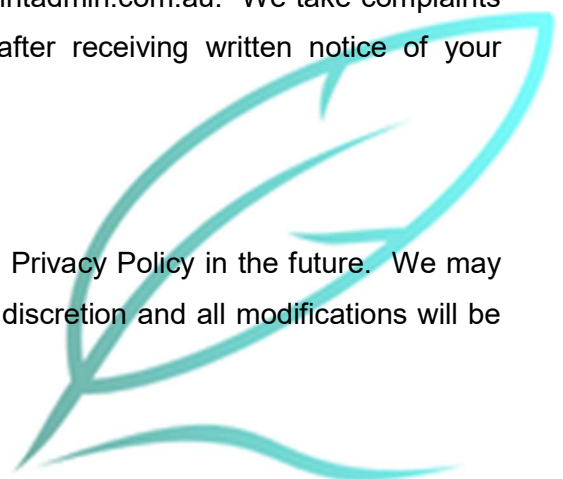 ntadmin.com.au. We take complaints
after receiving written notice of your
Privacy Policy in the future. We may
discretion and all modifications will be